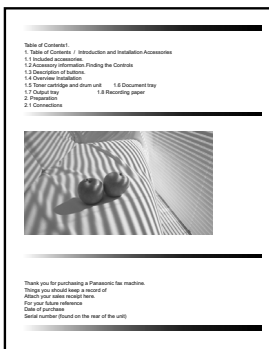 Table of Contents1.
1. Table of Contents / Introduction and Installation Accessories
1.1 Included accessories.
1.2 Accessory information.Finding the Controls
1.3 Description of buttons.
1.4 Overview Installation
1.5 Toner cartridge and drum unit 1.6 Document tray
1.7 Output tray 1.8 Recording paper
2. Preparation
2.1 Connections
Thank you for purchasing a Panasonic fax machine.
Things you should keep a record of
Attach your sales receipt here.
For your future reference
Date of purchase
Serial number (found on the rear of the unit)